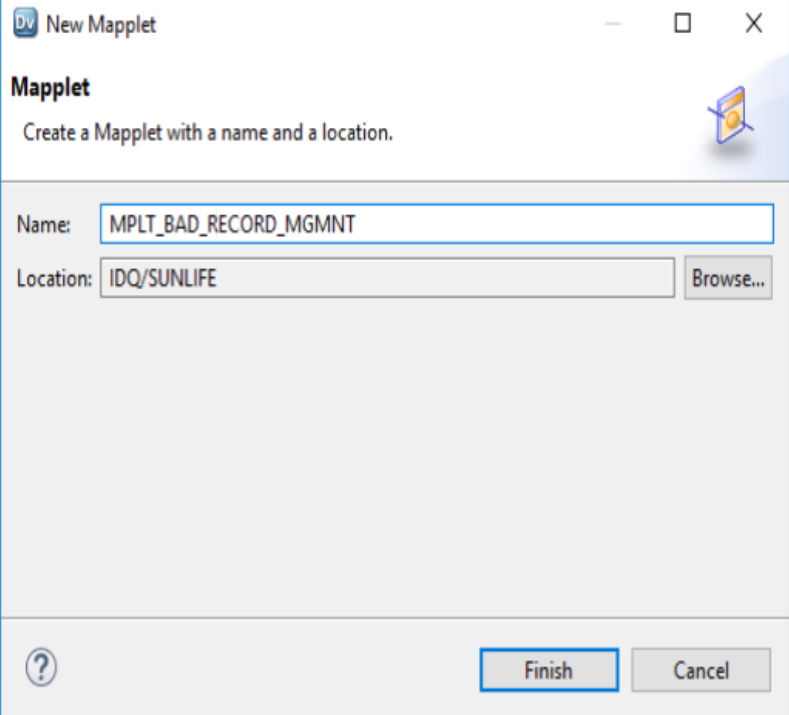 Dv New Mapplet
Mapplet
Create a Mapplet with a name and a location.
Name: MPLT_BAD_RECORD_MGMNT
Location: IDQ/SUNLIFE Browse...
? Finish Cancel